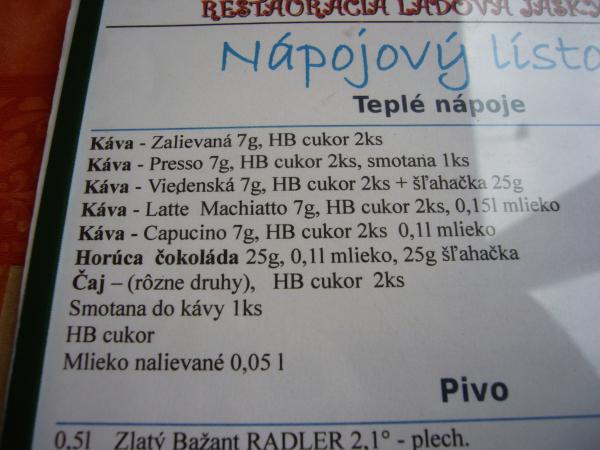 REŠTAURÁCIA ĽADOVÁ JASKY
Nápojový lísto
Teplé nápoje
Káva - Zalievaná 7g, HB cukor 2ks
Káva - Presso 7g, HB cukor 2ks, smotana 1ks
Káva - Viedenská 7g, HB cukor 2ks + šľahačka 25g
Káva - Latte Machiatto 7g, HB cukor 2ks, 0,15l mlieko
Káva - Capucino 7g, HB cukor 2ks 0,1l mlieko
Horúca čokoláda 25g, 0,1l mlieko, 25g šľahačka
Čaj – (rôzne druhy), HB cukor 2ks
Smotana do kávy 1ks
HB cukor
Mlieko nalievané 0,05 l
Pivo
0,5l Zlatý Bažant RADLER 2,1° - plech.